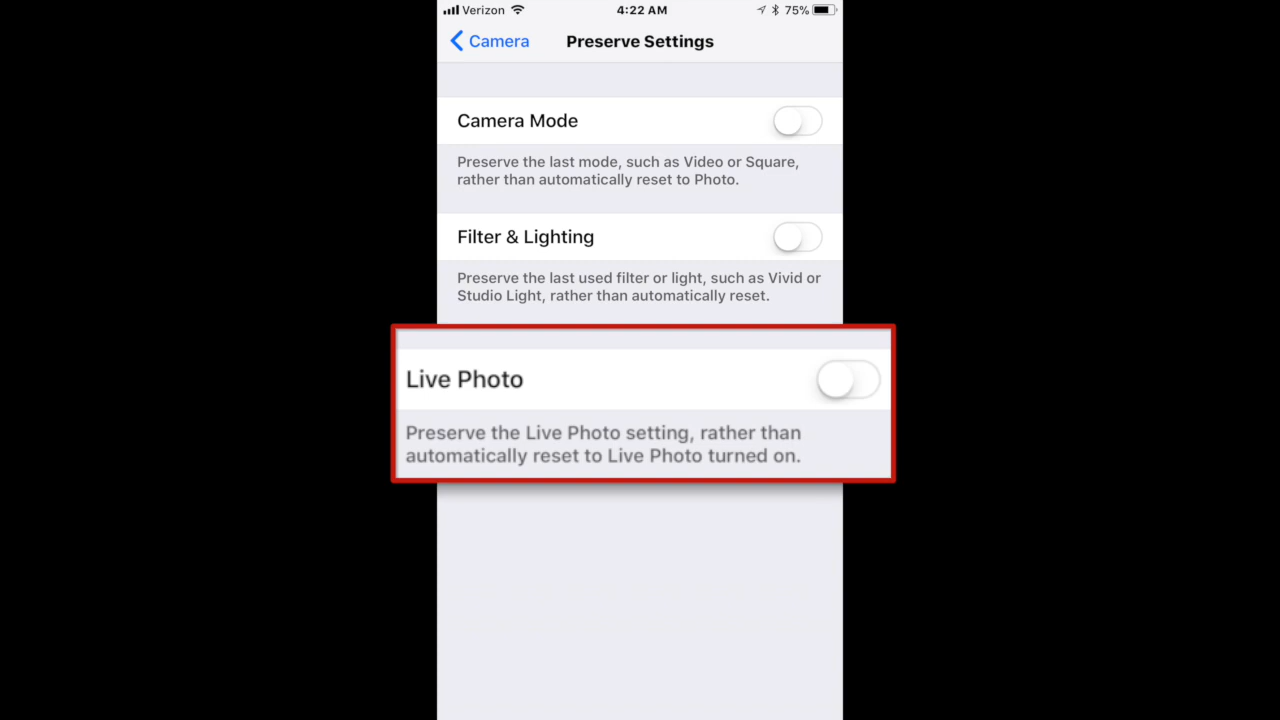 Verizon 4:22 AM 75%
Camera Preserve Settings
Camera Mode
Preserve the last mode, such as Video or Square,
rather than automatically reset to Photo.
Filter & Lighting
Preserve the last used filter or light, such as Vivid or
Studio Light, rather than automatically reset.
Live Photo
Preserve the Live Photo setting, rather than
automatically reset to Live Photo turned on.